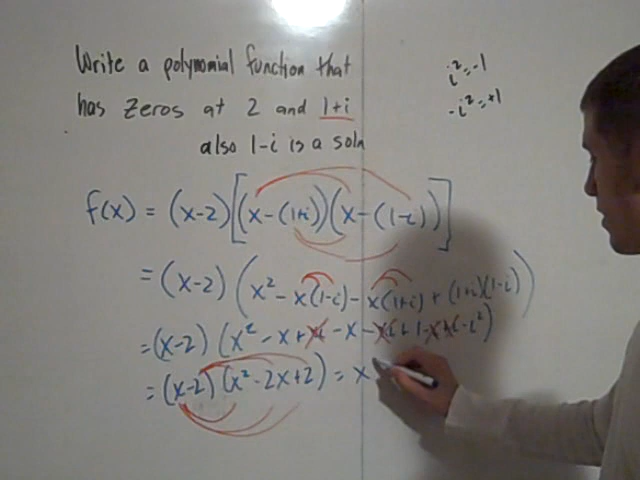 Write a polynomial function that
has zeros at 2 and 1+i
also 1-i is a soln
i²=-1
-i²=+1
f(x) = (x-2)[(x-(1+i))(x-(1-i))]
= (x-2)(x² - x(1-i) - x(1+i) + (1+i)(1-i))
= (x-2)(x² - x + xi - x - xi + 1 - i + i - i²)
= (x-2)(x² - 2x + 2) = x